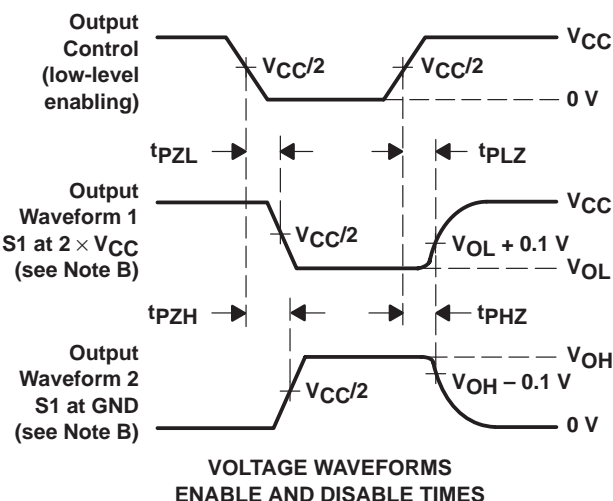 Output
Control
(low-level
enabling)
VCC/2
VCC/2
VCC
0 V
tPZL
tPLZ
Output
Waveform 1
S1 at 2 × VCC
(see Note B)
VCC/2
VCC
VOL + 0.1 V
VOL
tPZH
tPHZ
Output
Waveform 2
S1 at GND
(see Note B)
VCC/2
VOH
VOH − 0.1 V
0 V
VOLTAGE WAVEFORMS
ENABLE AND DISABLE TIMES